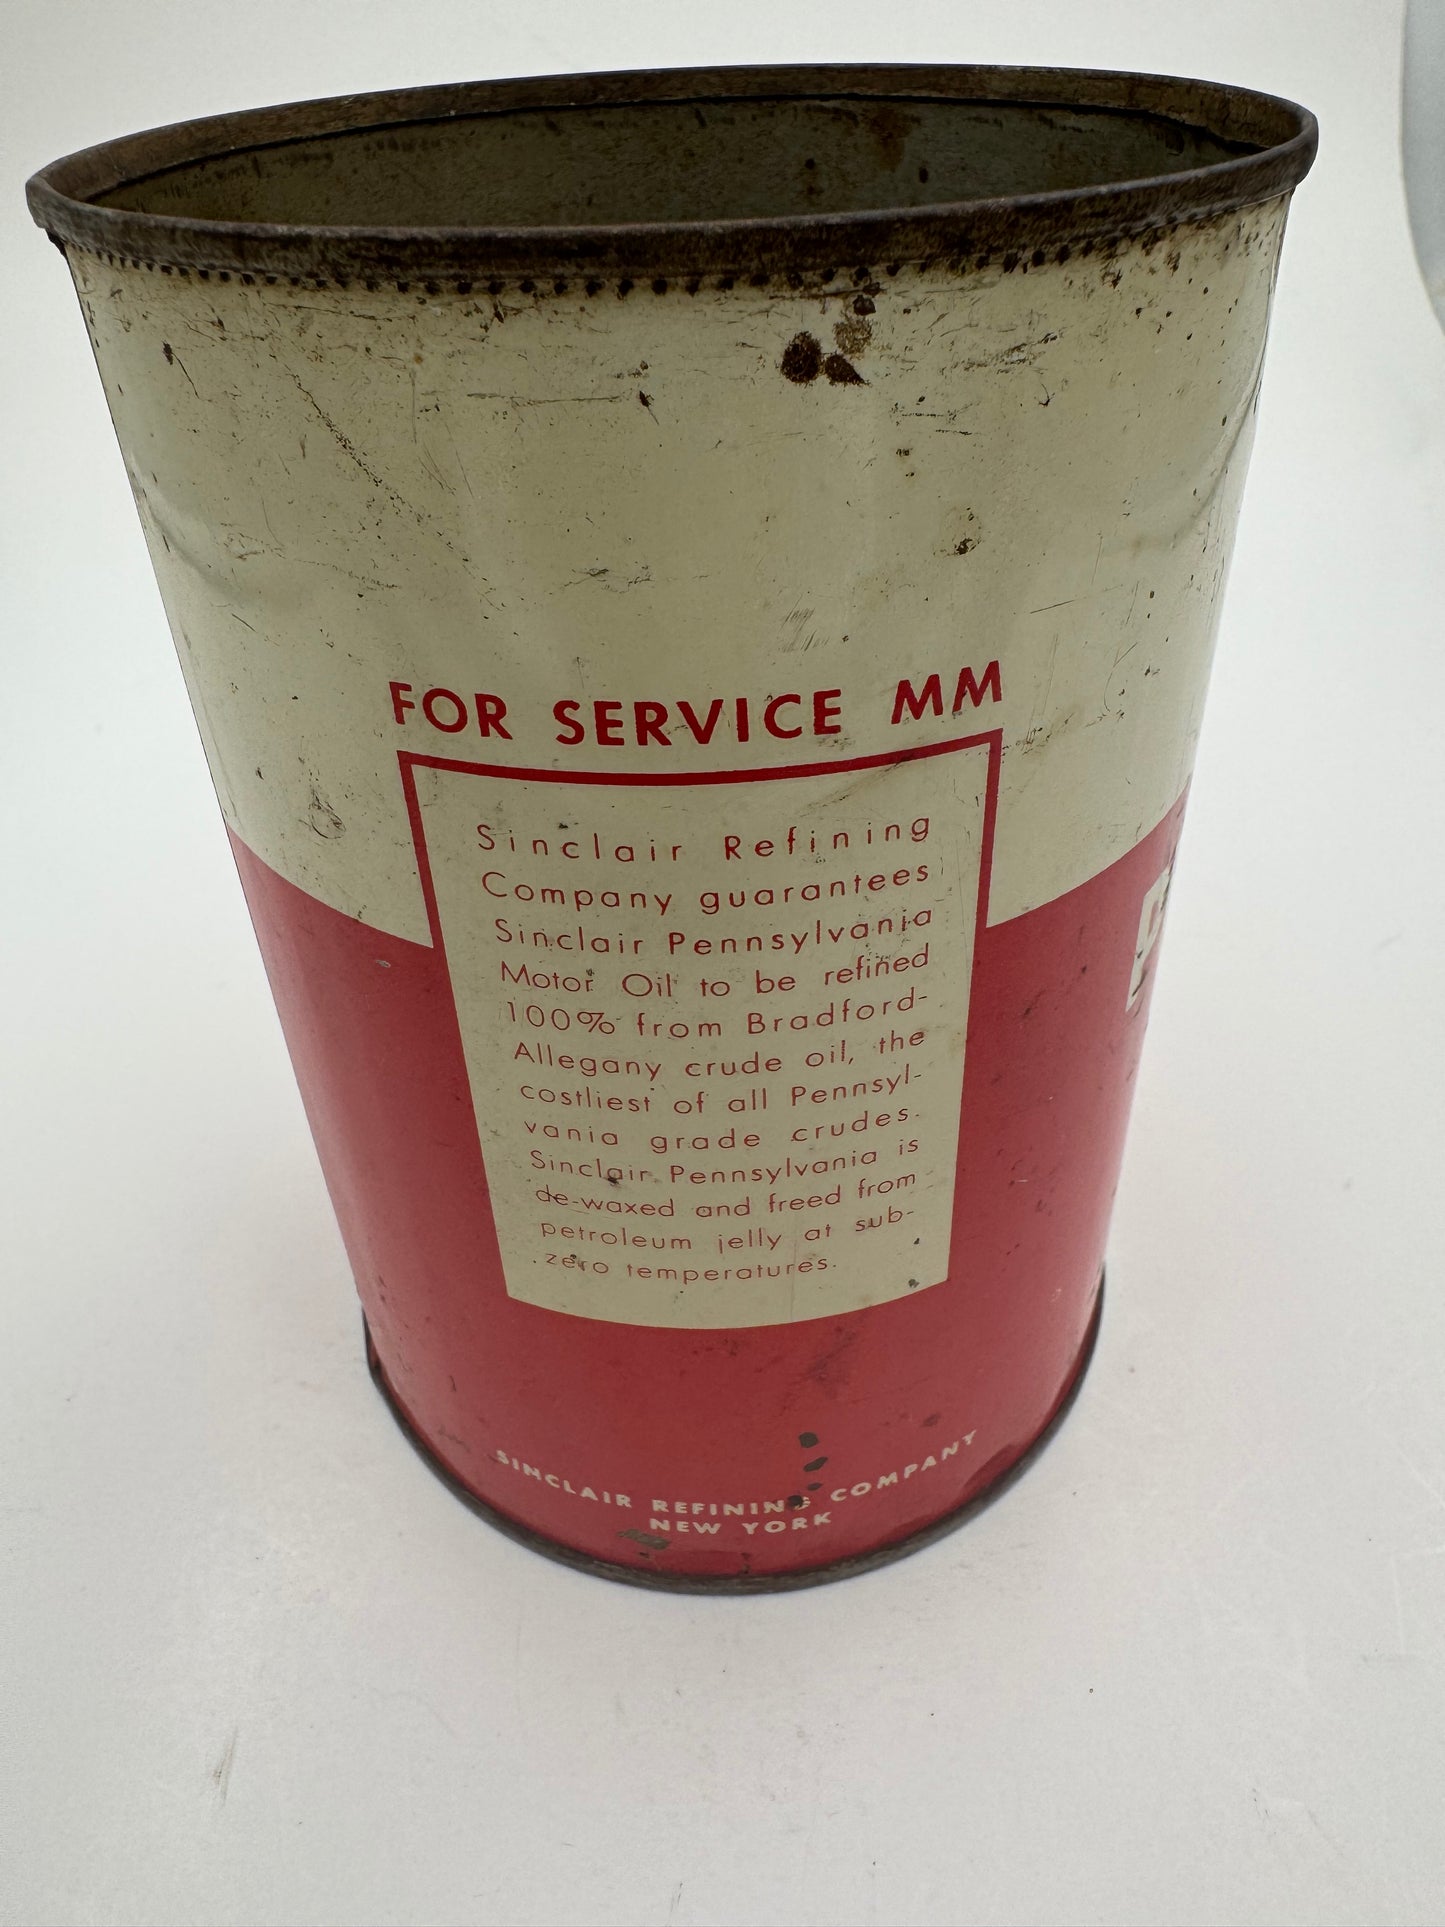 FOR SERVICE MM
Sinclair Refining
Company guarantees
Sinclair Pennsylvania
Motor Oil to be refined
100% from Bradford-
Allegany crude oil, the
costliest of all Pennsyl-
vania grade crudes.
Sinclair Pennsylvania is
de-waxed and freed from
petroleum jelly at sub-
zero temperatures.
SINCLAIR REFINING COMPANY
NEW YORK